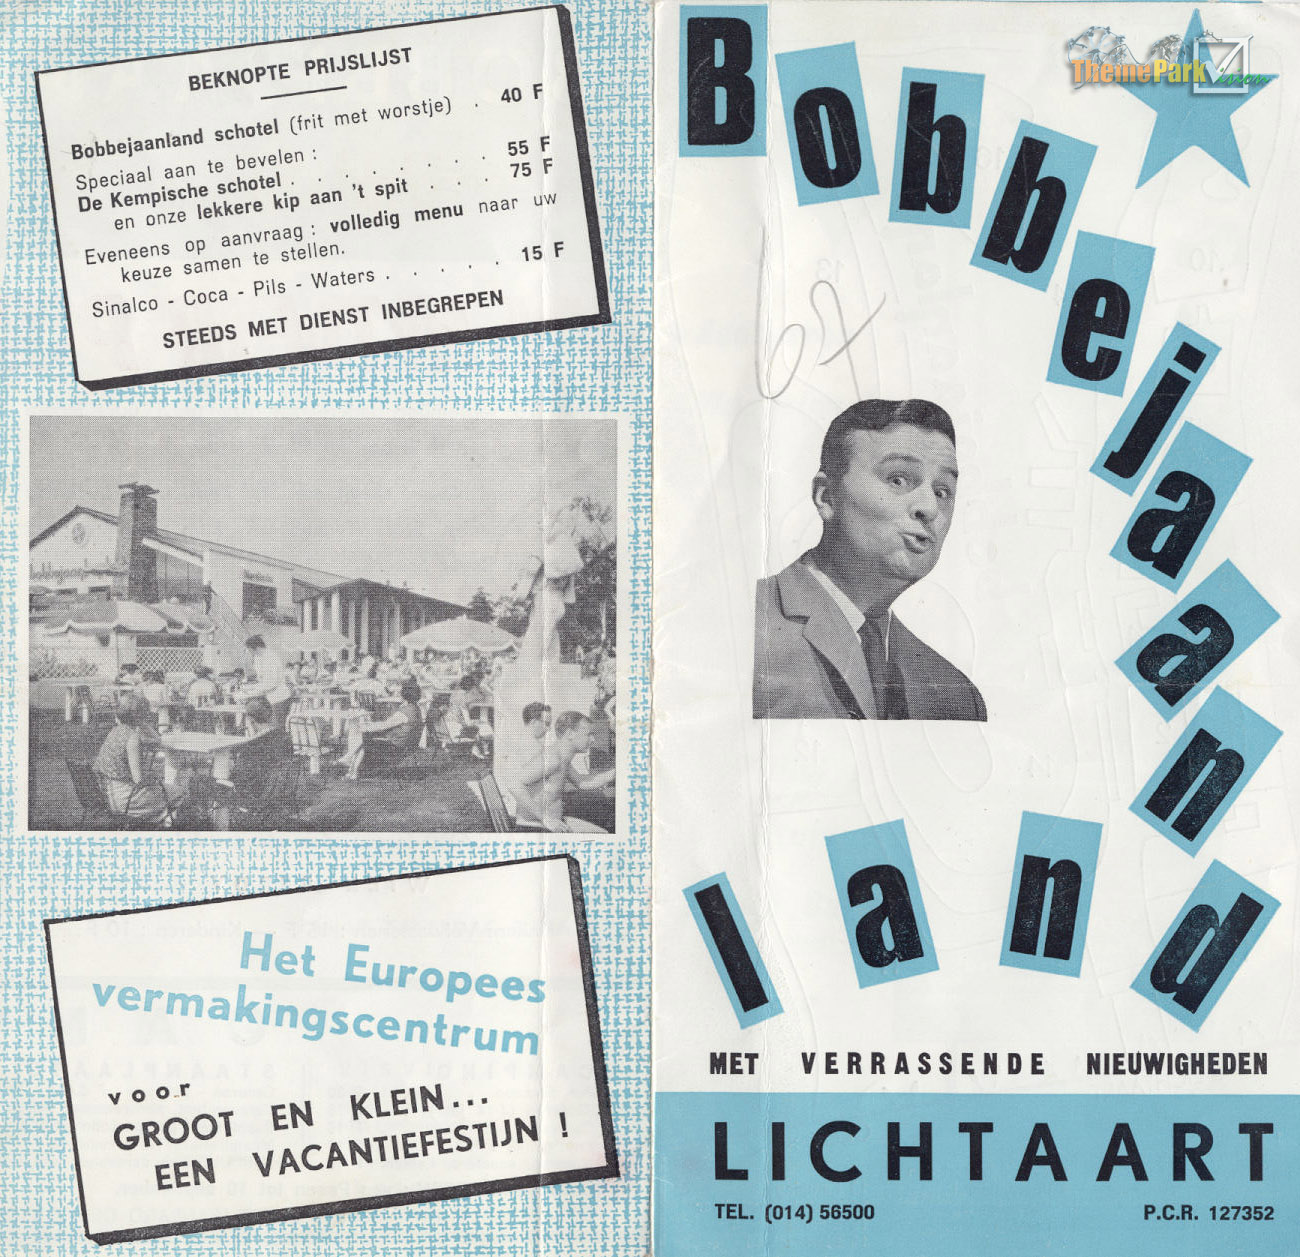 BEKNOPTE PRIJSLIJST
Bobbejaanland schotel (frit met worstje) . 40 F
Speciaal aan te bevelen :
De Kempische schotel . . . . . . . . 55 F
en onze lekkere kip aan 't spit . . . . 75 F
Eveneens op aanvraag : volledig menu naar uw
keuze samen te stellen.
Sinalco - Coca - Pils - Waters . . . . . 15 F
STEEDS MET DIENST INBEGREPEN
Het Europees
vermakingscentrum
voor
GROOT EN KLEIN...
EEN VACANTIEFESTIJN !
ThemePark
Bobbejaanland
67
MET VERRASSENDE NIEUWIGHEDEN
LICHTAART
TEL. (014) 56500 P.C.R. 127352